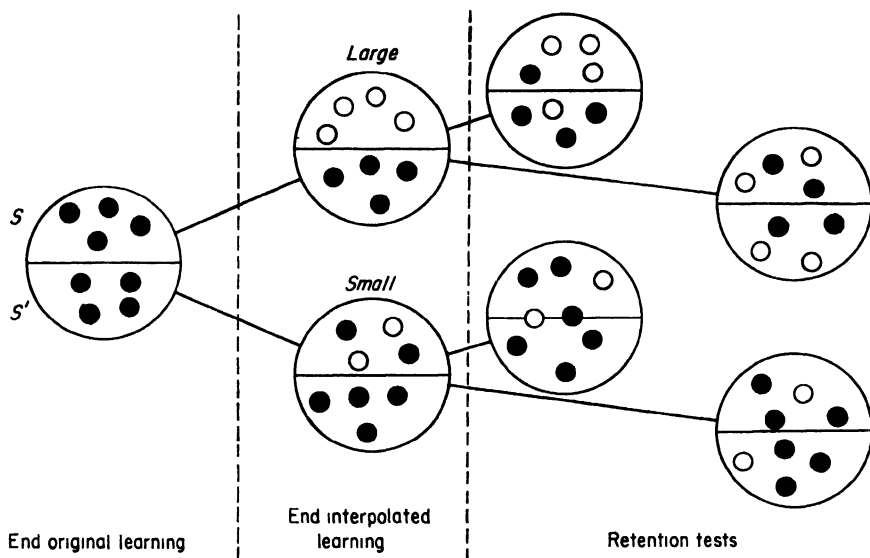 Large
S
S'
Small
End original learning
End interpolated
learning
Retention tests